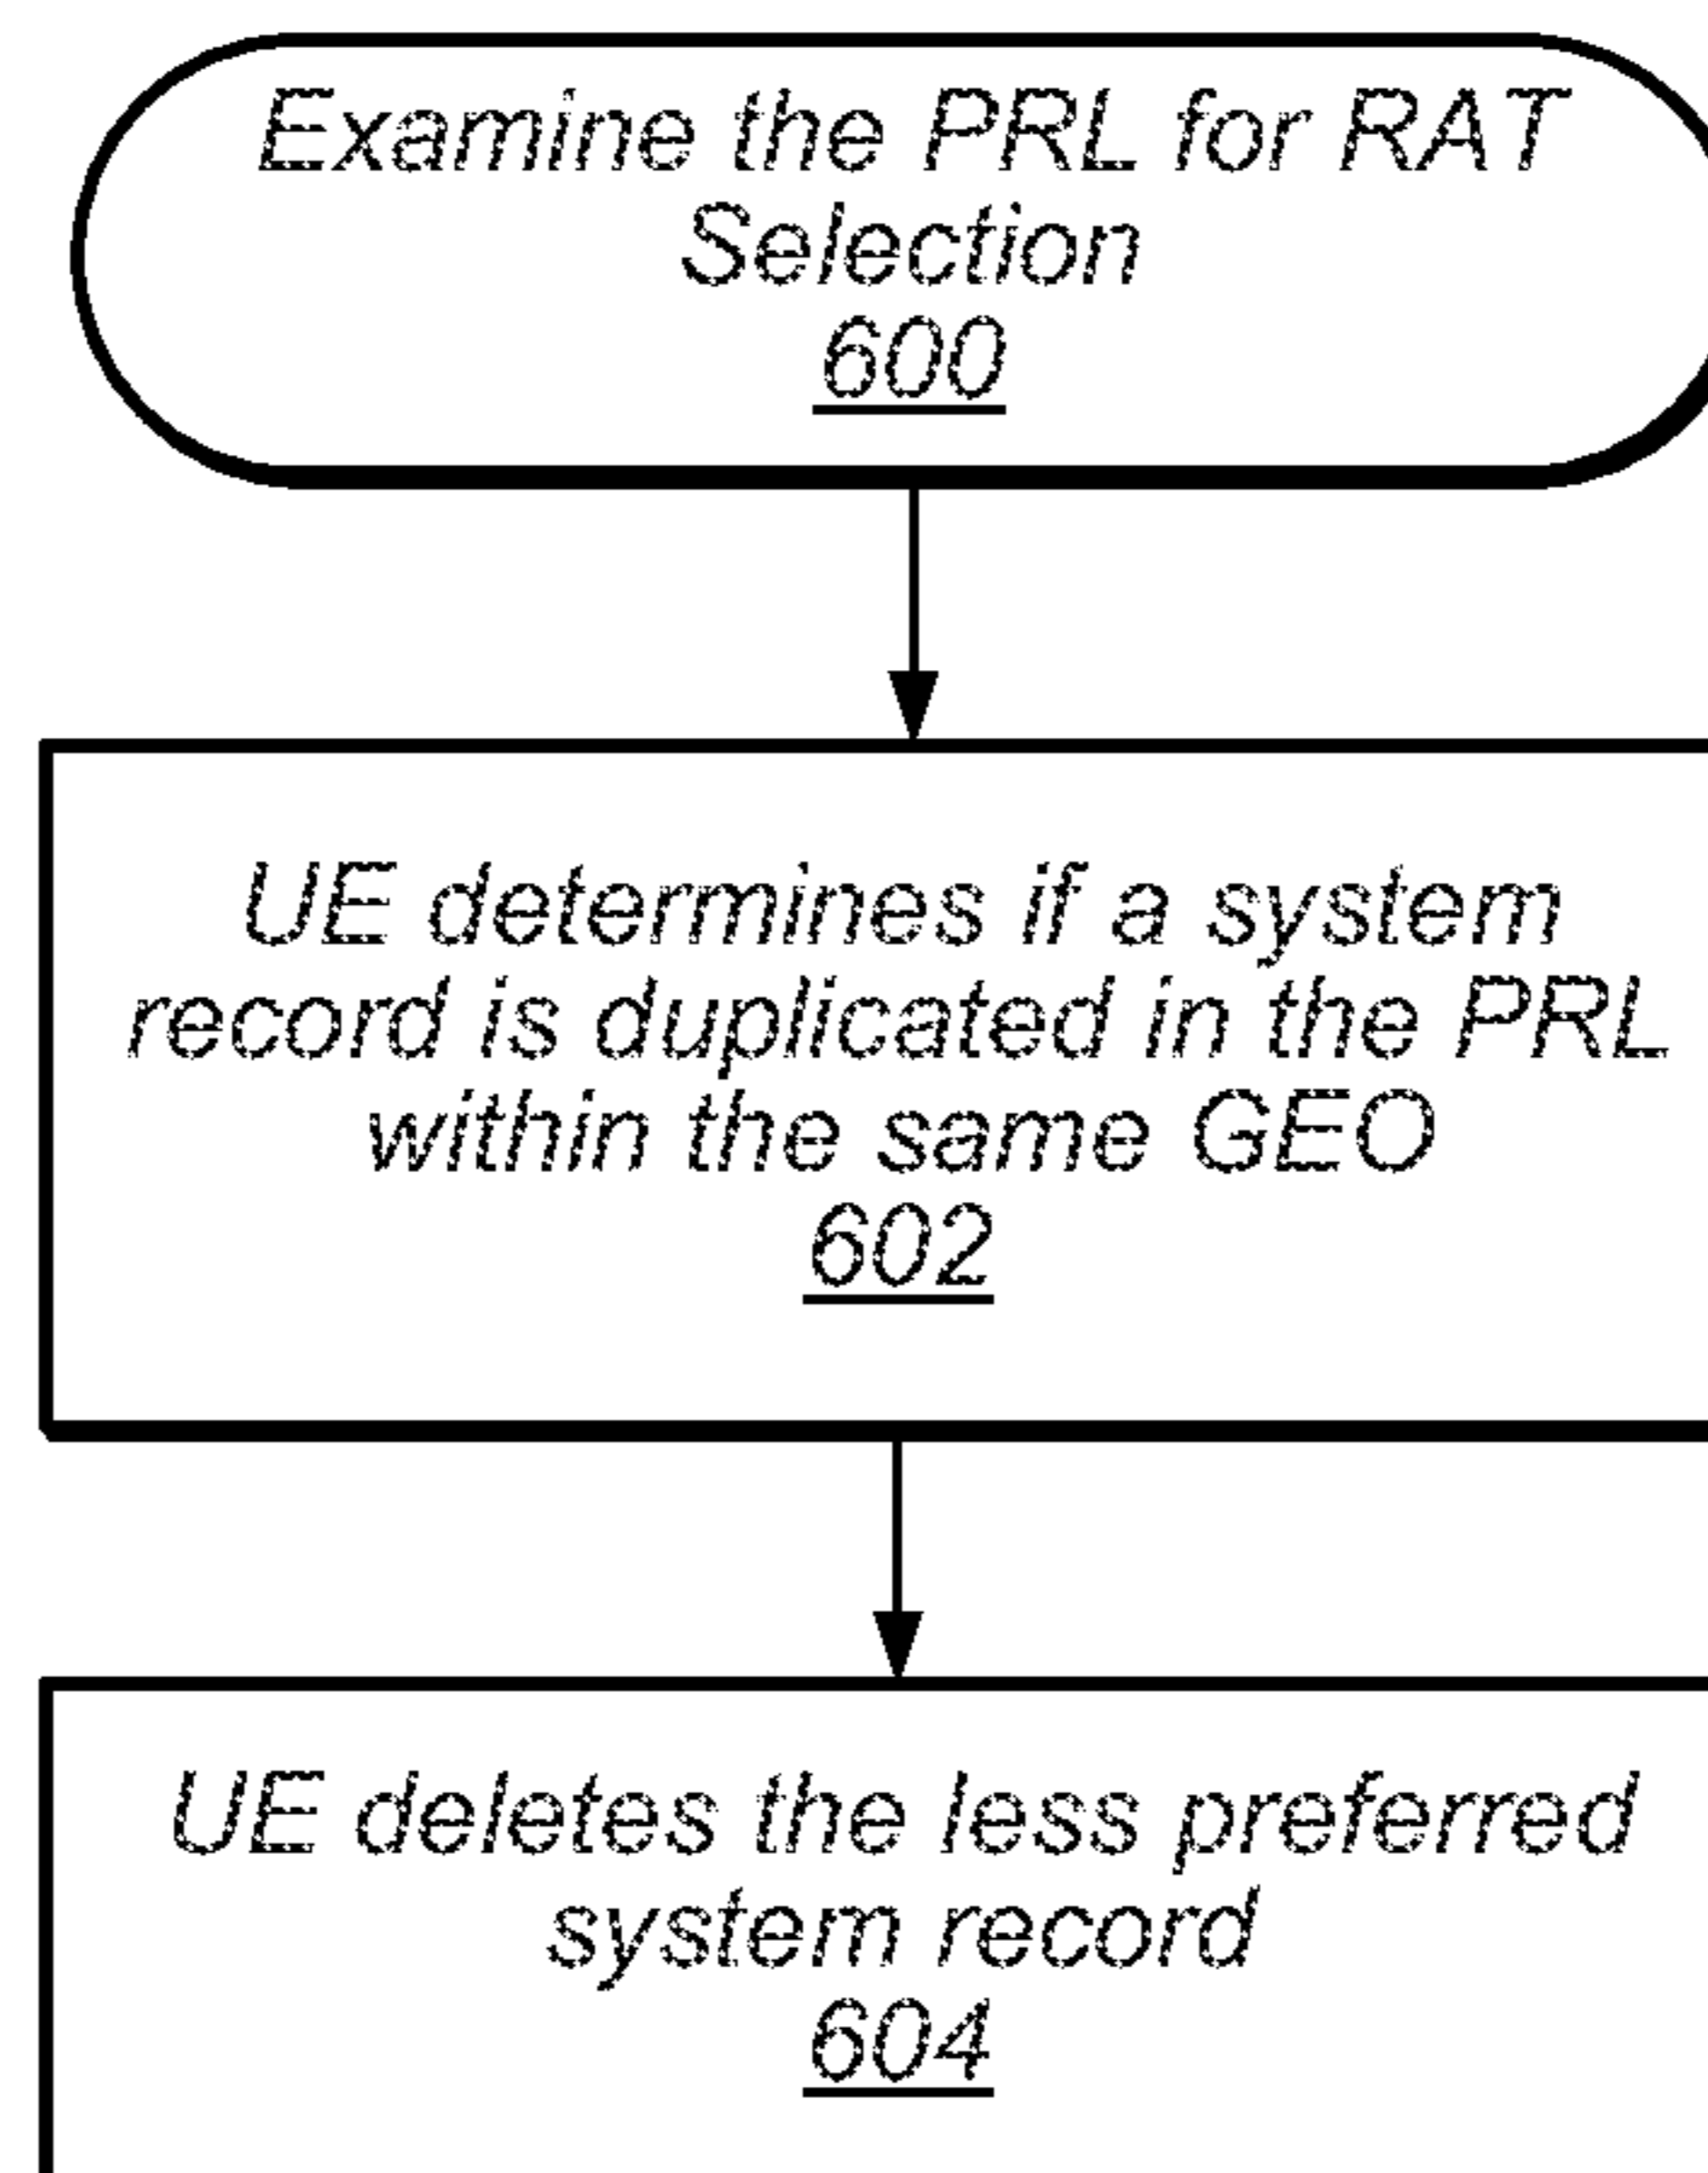 Examine the PRL for RAT
Selection
600
UE determines if a system
record is duplicated in the PRL
within the same GEO
602
UE deletes the less preferred
system record
604